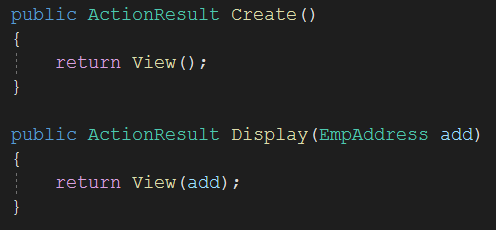 public ActionResult Create()
{
    return View();
}
public ActionResult Display(EmpAddress add)
{
    return View(add);
}